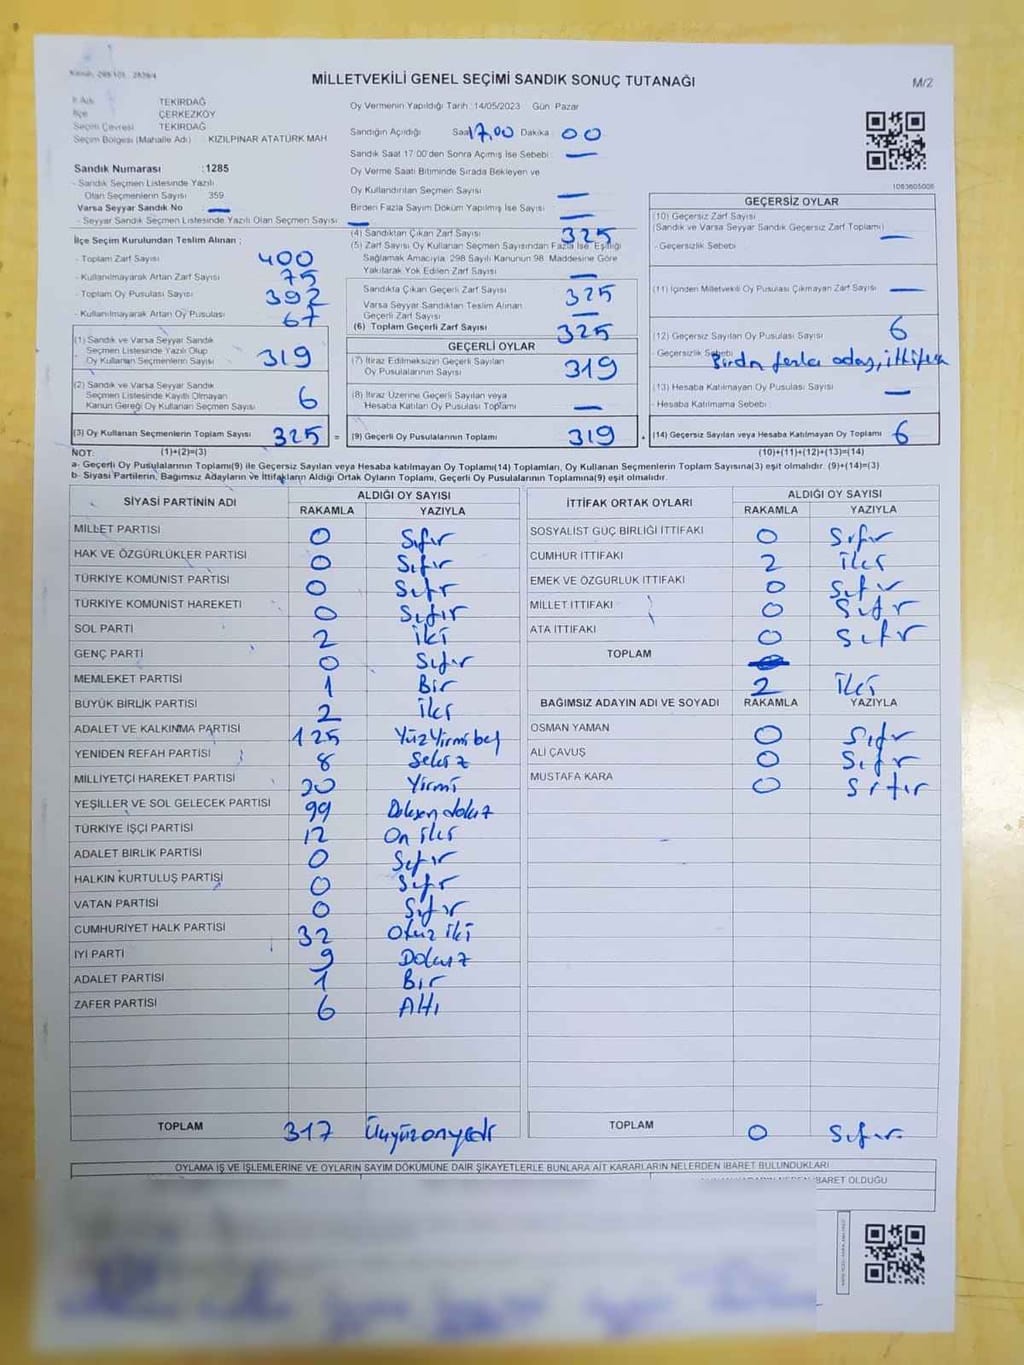 MİLLETVEKİLİ GENEL SEÇİMİ SANDIK SONUÇ TUTANAĞI
M/2
İl Adı TEKİRDAĞ
İlçe ÇERKEZKÖY
Seçim Çevresi TEKİRDAĞ
Seçim Bölgesi (Mahalle Adı) KIZILPINAR ATATÜRK MAH
Sandık Numarası :1285
- Sandık Seçmen Listesinde Yazılı
Olan Seçmenlerin Sayısı 359
Varsa Seyyar Sandık No —
- Seyyar Sandık Seçmen Listesinde Yazılı Olan Seçmen Sayısı —
İlçe Seçim Kurulundan Teslim Alınan ;
- Toplam Zarf Sayısı 400
- Kullanılmayarak Artan Zarf Sayısı 75
- Toplam Oy Pusulası Sayısı 392
- Kullanılmayarak Artan Oy Pusulası 67
(1) Sandık ve Varsa Seyyar Sandık
Seçmen Listesinde Yazılı Olup
Oy Kullanan Seçmenlerin Sayısı 319
(2) Sandık ve Varsa Seyyar Sandık
Seçmen Listesinde Kayıtlı Olmayan
Kanun Gereği Oy Kullanan Seçmen Sayısı 6
(3) Oy Kullanan Seçmenlerin Toplam Sayısı 325 =
Oy Vermenin Yapıldığı Tarih :14/05/2023 Gün Pazar
Sandığın Açıldığı Saat 17,00 Dakika 00
Sandık Saat 17:00'den Sonra Açımış İse Sebebi —
Oy Verme Saati Bitiminde Sırada Bekleyen ve
Oy Kullandırılan Seçmen Sayısı —
Birden Fazla Sayım Döküm Yapılmış İse Sayısı —
(4) Sandıktan Çıkan Zarf Sayısı 325
(5) Zarf Sayısı Oy Kullanan Seçmen Sayısından Fazla İse, Eşitliği
Sağlamak Amacıyla, 298 Sayılı Kanunun 98. Maddesine Göre
Yakılarak Yok Edilen Zarf Sayısı —
Sandıkta Çıkan Geçerli Zarf Sayısı 325
Varsa Seyyar Sandıktan Teslim Alınan
Geçerli Zarf Sayısı —
(6) Toplam Geçerli Zarf Sayısı 325
GEÇERLİ OYLAR
(7) İtiraz Edilmeksizin Geçerli Sayılan
Oy Pusulalarının Sayısı 319
(8) İtiraz Üzerine Geçerli Sayılan veya
Hesaba Katılan Oy Pusulası Toplamı —
(9) Geçerli Oy Pusulalarının Toplamı 319
1083605006
GEÇERSİZ OYLAR
(10) Geçersiz Zarf Sayısı
(Sandık ve Varsa Seyyar Sandık Geçersiz Zarf Toplamı) —
- Geçersizlik Sebebi
(11) İçinden Milletvekili Oy Pusulası Çıkmayan Zarf Sayısı —
(12) Geçersiz Sayılan Oy Pusulası Sayısı 6
- Geçersizlik Sebebi fazla aday, ittifak
(13) Hesaba Katılmayan Oy Pusulası Sayısı —
- Hesaba Katılmama Sebebi :
(14) Geçersiz Sayılan veya Hesaba Katılmayan Oy Toplamı 6
NOT: (1)+(2)=(3) (10)+(11)+(12)+(13)=(14)
a- Geçerli Oy Pusulalarının Toplamı(9) ile Geçersiz Sayılan veya Hesaba katılmayan Oy Toplamı(14) Toplamları, Oy Kullanan Seçmenlerin Toplam Sayısına(3) eşit olmalıdır. (9)+(14)=(3)
b- Siyasi Partilerin, Bağımsız Adayların ve İttifakların Aldığı Ortak Oyların Toplamı, Geçerli Oy Pusulalarının Toplamına(9) eşit olmalıdır.
SİYASİ PARTİNİN ADI ALDIĞI OY SAYISI
RAKAMLA YAZIYLA
MİLLET PARTİSİ 0 Sıfır
HAK VE ÖZGÜRLÜKLER PARTİSİ 0 Sıfır
TÜRKİYE KOMÜNİST PARTİSİ 0 Sıfır
TÜRKİYE KOMÜNİST HAREKETİ 0 Sıfır
SOL PARTİ 2 İki
GENÇ PARTİ 0 Sıfır
MEMLEKET PARTİSİ 1 Bir
BÜYÜK BİRLİK PARTİSİ 2 İki
ADALET VE KALKINMA PARTİSİ 125 Yüzyirmibeş
YENİDEN REFAH PARTİSİ 8 Sekiz
MİLLİYETÇİ HAREKET PARTİSİ 20 Yirmi
YEŞİLLER VE SOL GELECEK PARTİSİ 99 Doksan dokuz
TÜRKİYE İŞÇİ PARTİSİ 12 On iki
ADALET BİRLİK PARTİSİ 0 Sıfır
HALKIN KURTULUŞ PARTİSİ 0 Sıfır
VATAN PARTİSİ 0 Sıfır
CUMHURİYET HALK PARTİSİ 32 Otuz iki
İYİ PARTİ 9 Dokuz
ADALET PARTİSİ 1 Bir
ZAFER PARTİSİ 6 Altı
TOPLAM 317 Üçyüzonyedi
İTTİFAK ORTAK OYLARI ALDIĞI OY SAYISI
RAKAMLA YAZIYLA
SOSYALİST GÜÇ BİRLİĞİ İTTİFAKI 0 Sıfır
CUMHUR İTTİFAKI 2 İki
EMEK VE ÖZGÜRLÜK İTTİFAKI 0 Sıfır
MİLLET İTTİFAKI 0 Sıfır
ATA İTTİFAKI 0 Sıfır
TOPLAM 2 İki
BAĞIMSIZ ADAYIN ADI VE SOYADI RAKAMLA YAZIYLA
OSMAN YAMAN 0 Sıfır
ALİ ÇAVUŞ 0 Sıfır
MUSTAFA KARA 0 Sıfır
TOPLAM 0 Sıfır
OYLAMA İŞ VE İŞLEMLERİNE VE OYLARIN SAYIM DÖKÜMÜNE DAİR ŞİKAYETLERLE BUNLARA AİT KARARLARIN NELERDEN İBARET BULUNDUKLARI
İBARET OLDUĞU